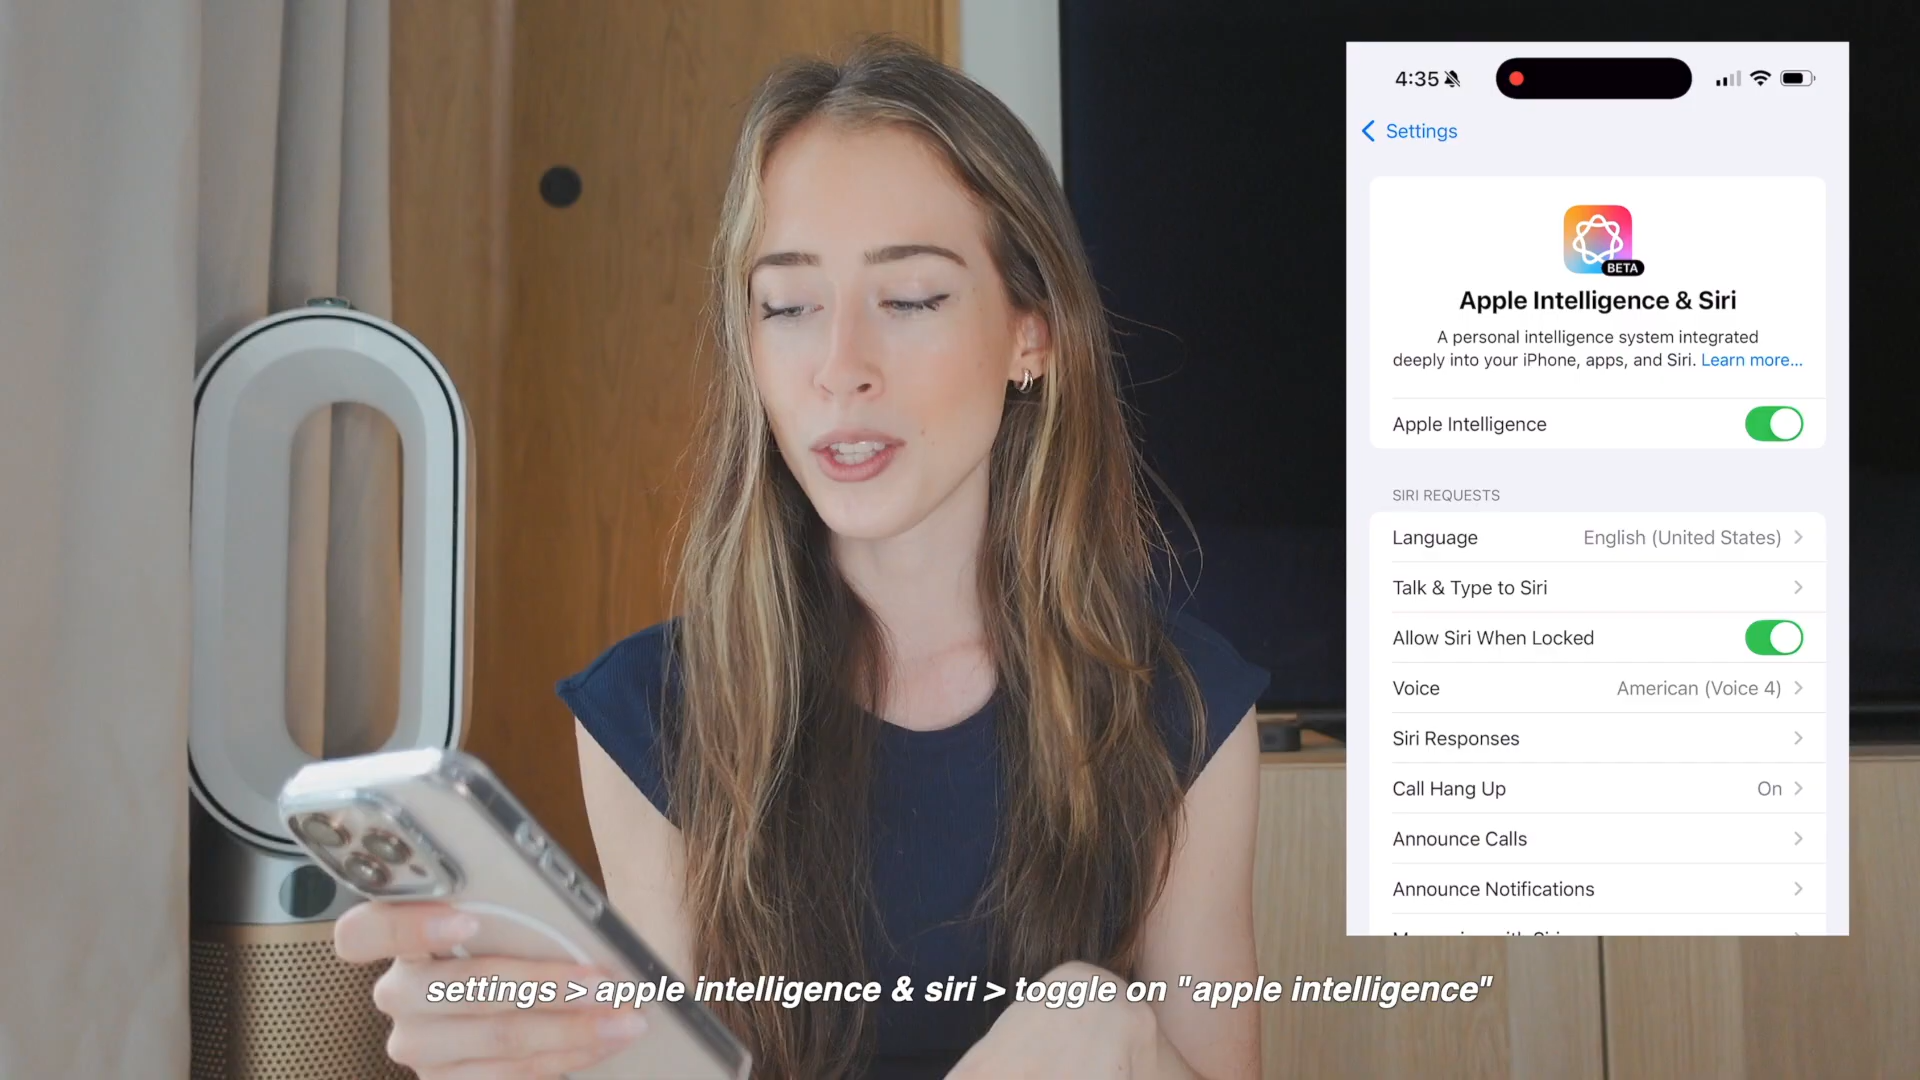 4:35
Settings
BETA
Apple Intelligence & Siri
A personal intelligence system integrated
deeply into your iPhone, apps, and Siri. Learn more...
Apple Intelligence
SIRI REQUESTS
Language English (United States)
Talk & Type to Siri
Allow Siri When Locked
Voice American (Voice 4)
Siri Responses
Call Hang Up On
Announce Calls
Announce Notifications
settings > apple intelligence & siri > toggle on "apple intelligence"